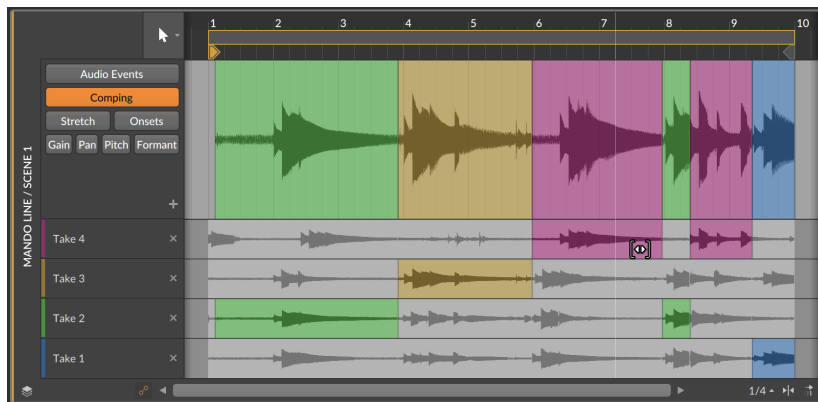 1 2 3 4 5 6 7 8 9 10
Audio Events
Comping
Stretch Onsets
Gain Pan Pitch Formant
MANDO LINE / SCENE 1
Take 4
Take 3
Take 2
Take 1
1/4